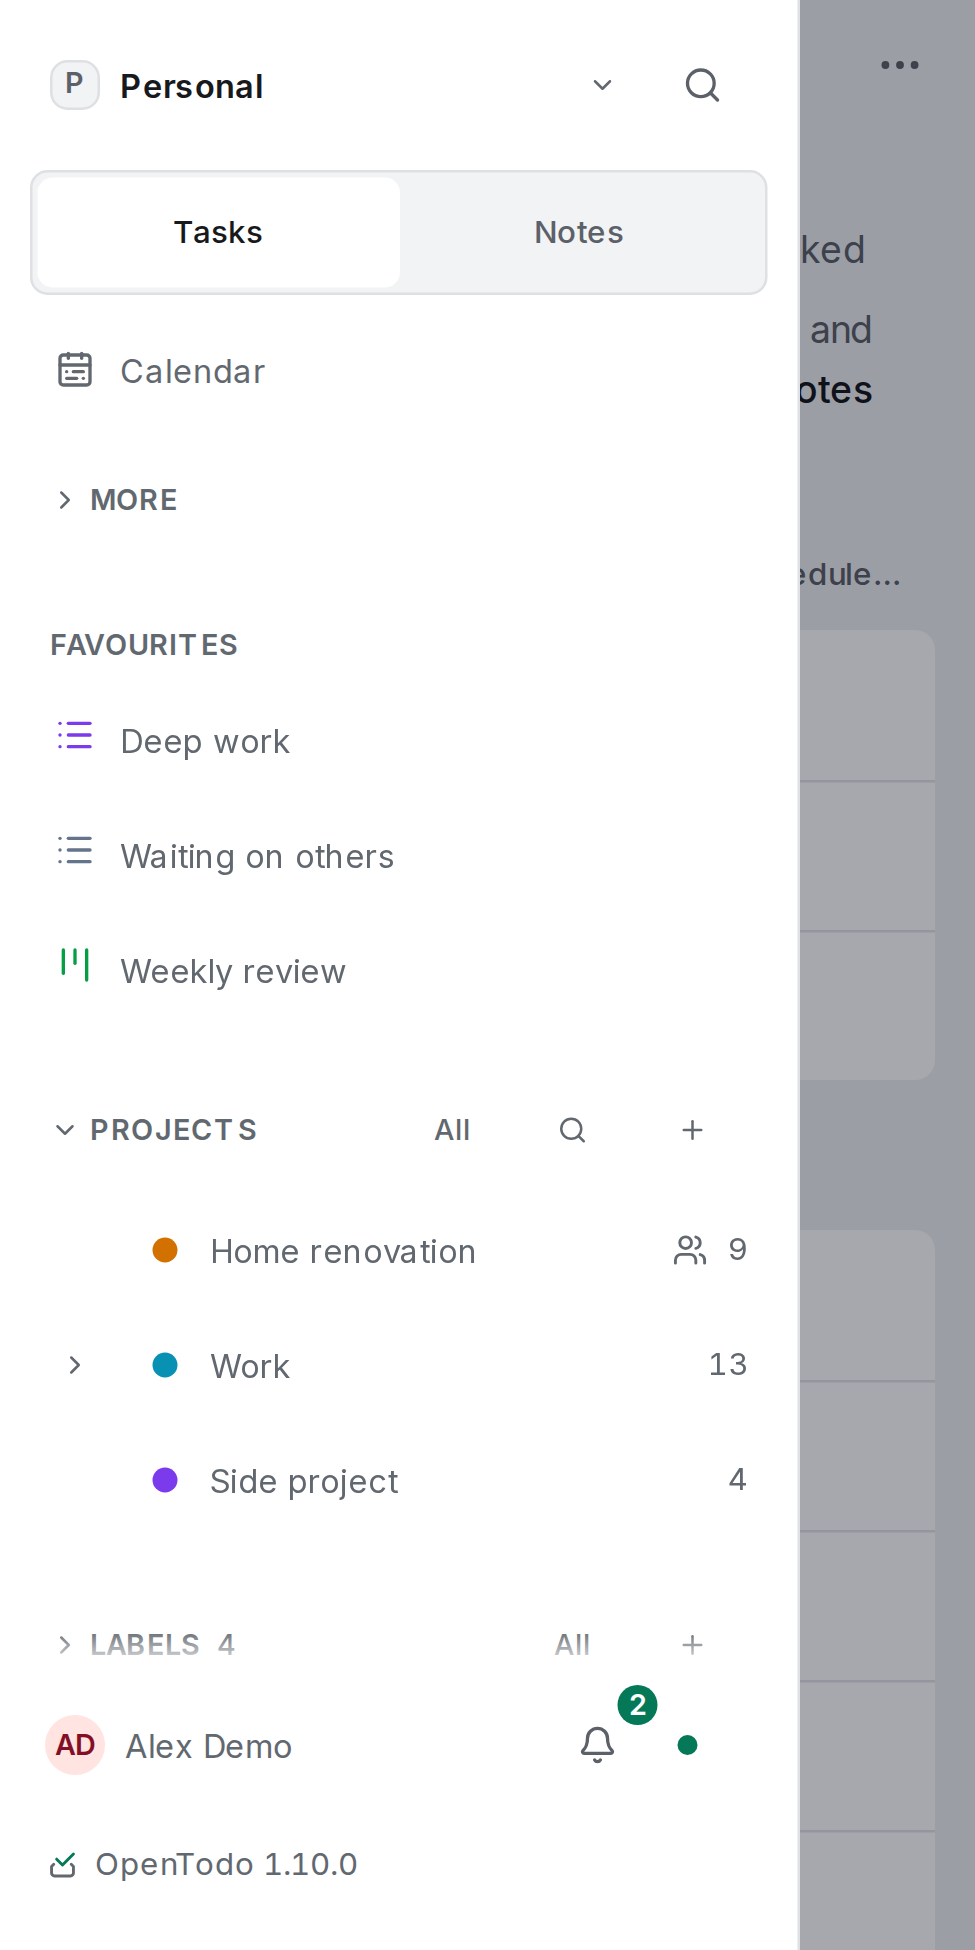 P Personal
Tasks Notes
ked
and
otes
Calendar
MORE
edule...
FAVOURITES
Deep work
Waiting on others
Weekly review
PROJECTS All +
Home renovation 9
Work 13
Side project 4
LABELS 4 All +
2
AD Alex Demo
OpenTodo 1.10.0